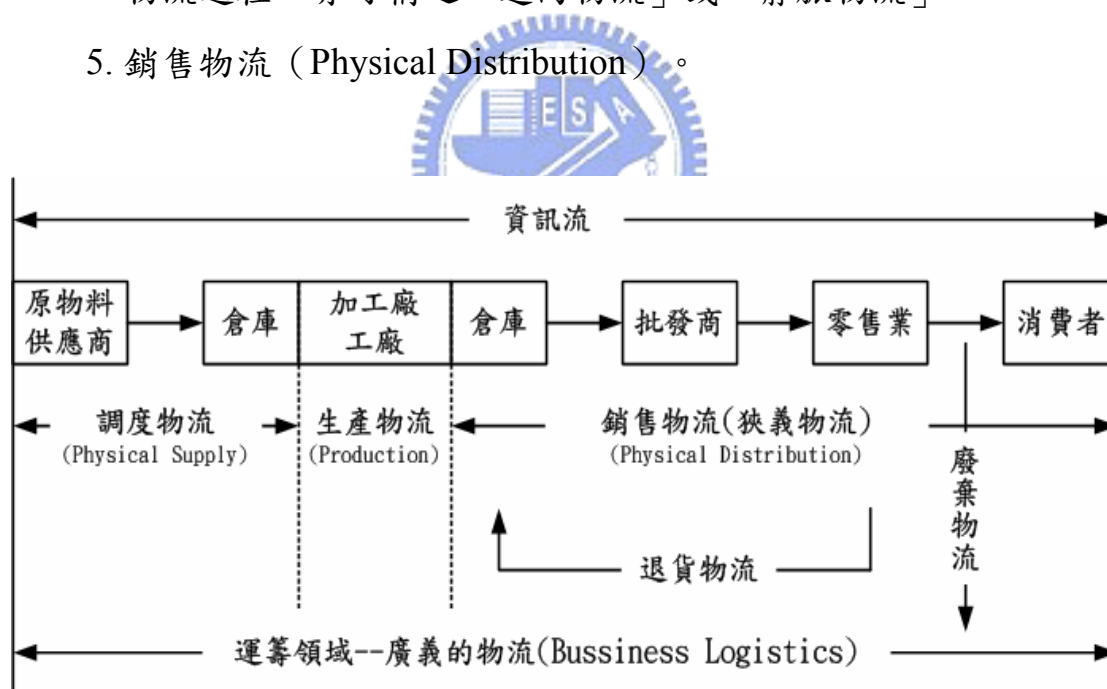 5. 銷售物流（Physical Distribution）。
ESA
資訊流
原物料
供應商
倉庫
加工廠
工廠
倉庫
批發商
零售業
消費者
調度物流
(Physical Supply)
生產物流
(Production)
銷售物流(狹義物流)
(Physical Distribution)
廢棄物流
退貨物流
運籌領域--廣義的物流(Bussiness Logistics)